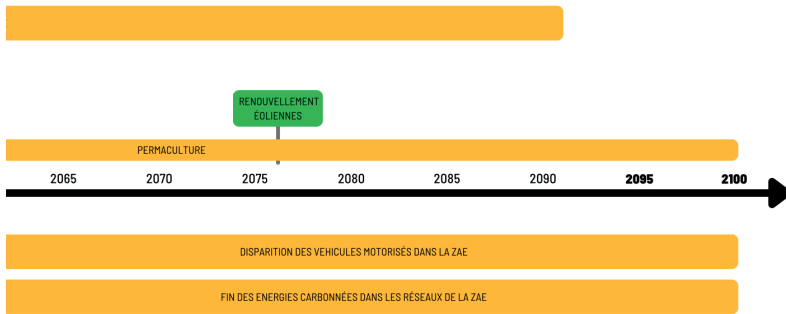 RENOUVELLEMENT
ÉOLIENNES
PERMACULTURE
2065 2070 2075 2080 2085 2090 2095 2100
DISPARITION DES VEHICULES MOTORISÉS DANS LA ZAE
FIN DES ENERGIES CARBONNÉES DANS LES RÉSEAUX DE LA ZAE